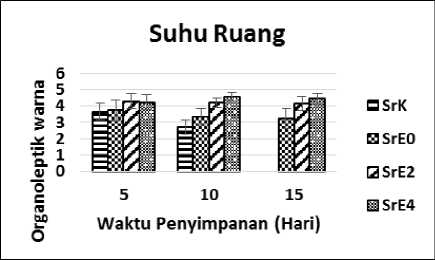 Suhu Ruang
Organoleptik warna
6
5
4
3
2
1
0
5 10 15
Waktu Penyimpanan (Hari)
SrK
SrE0
SrE2
SrE4